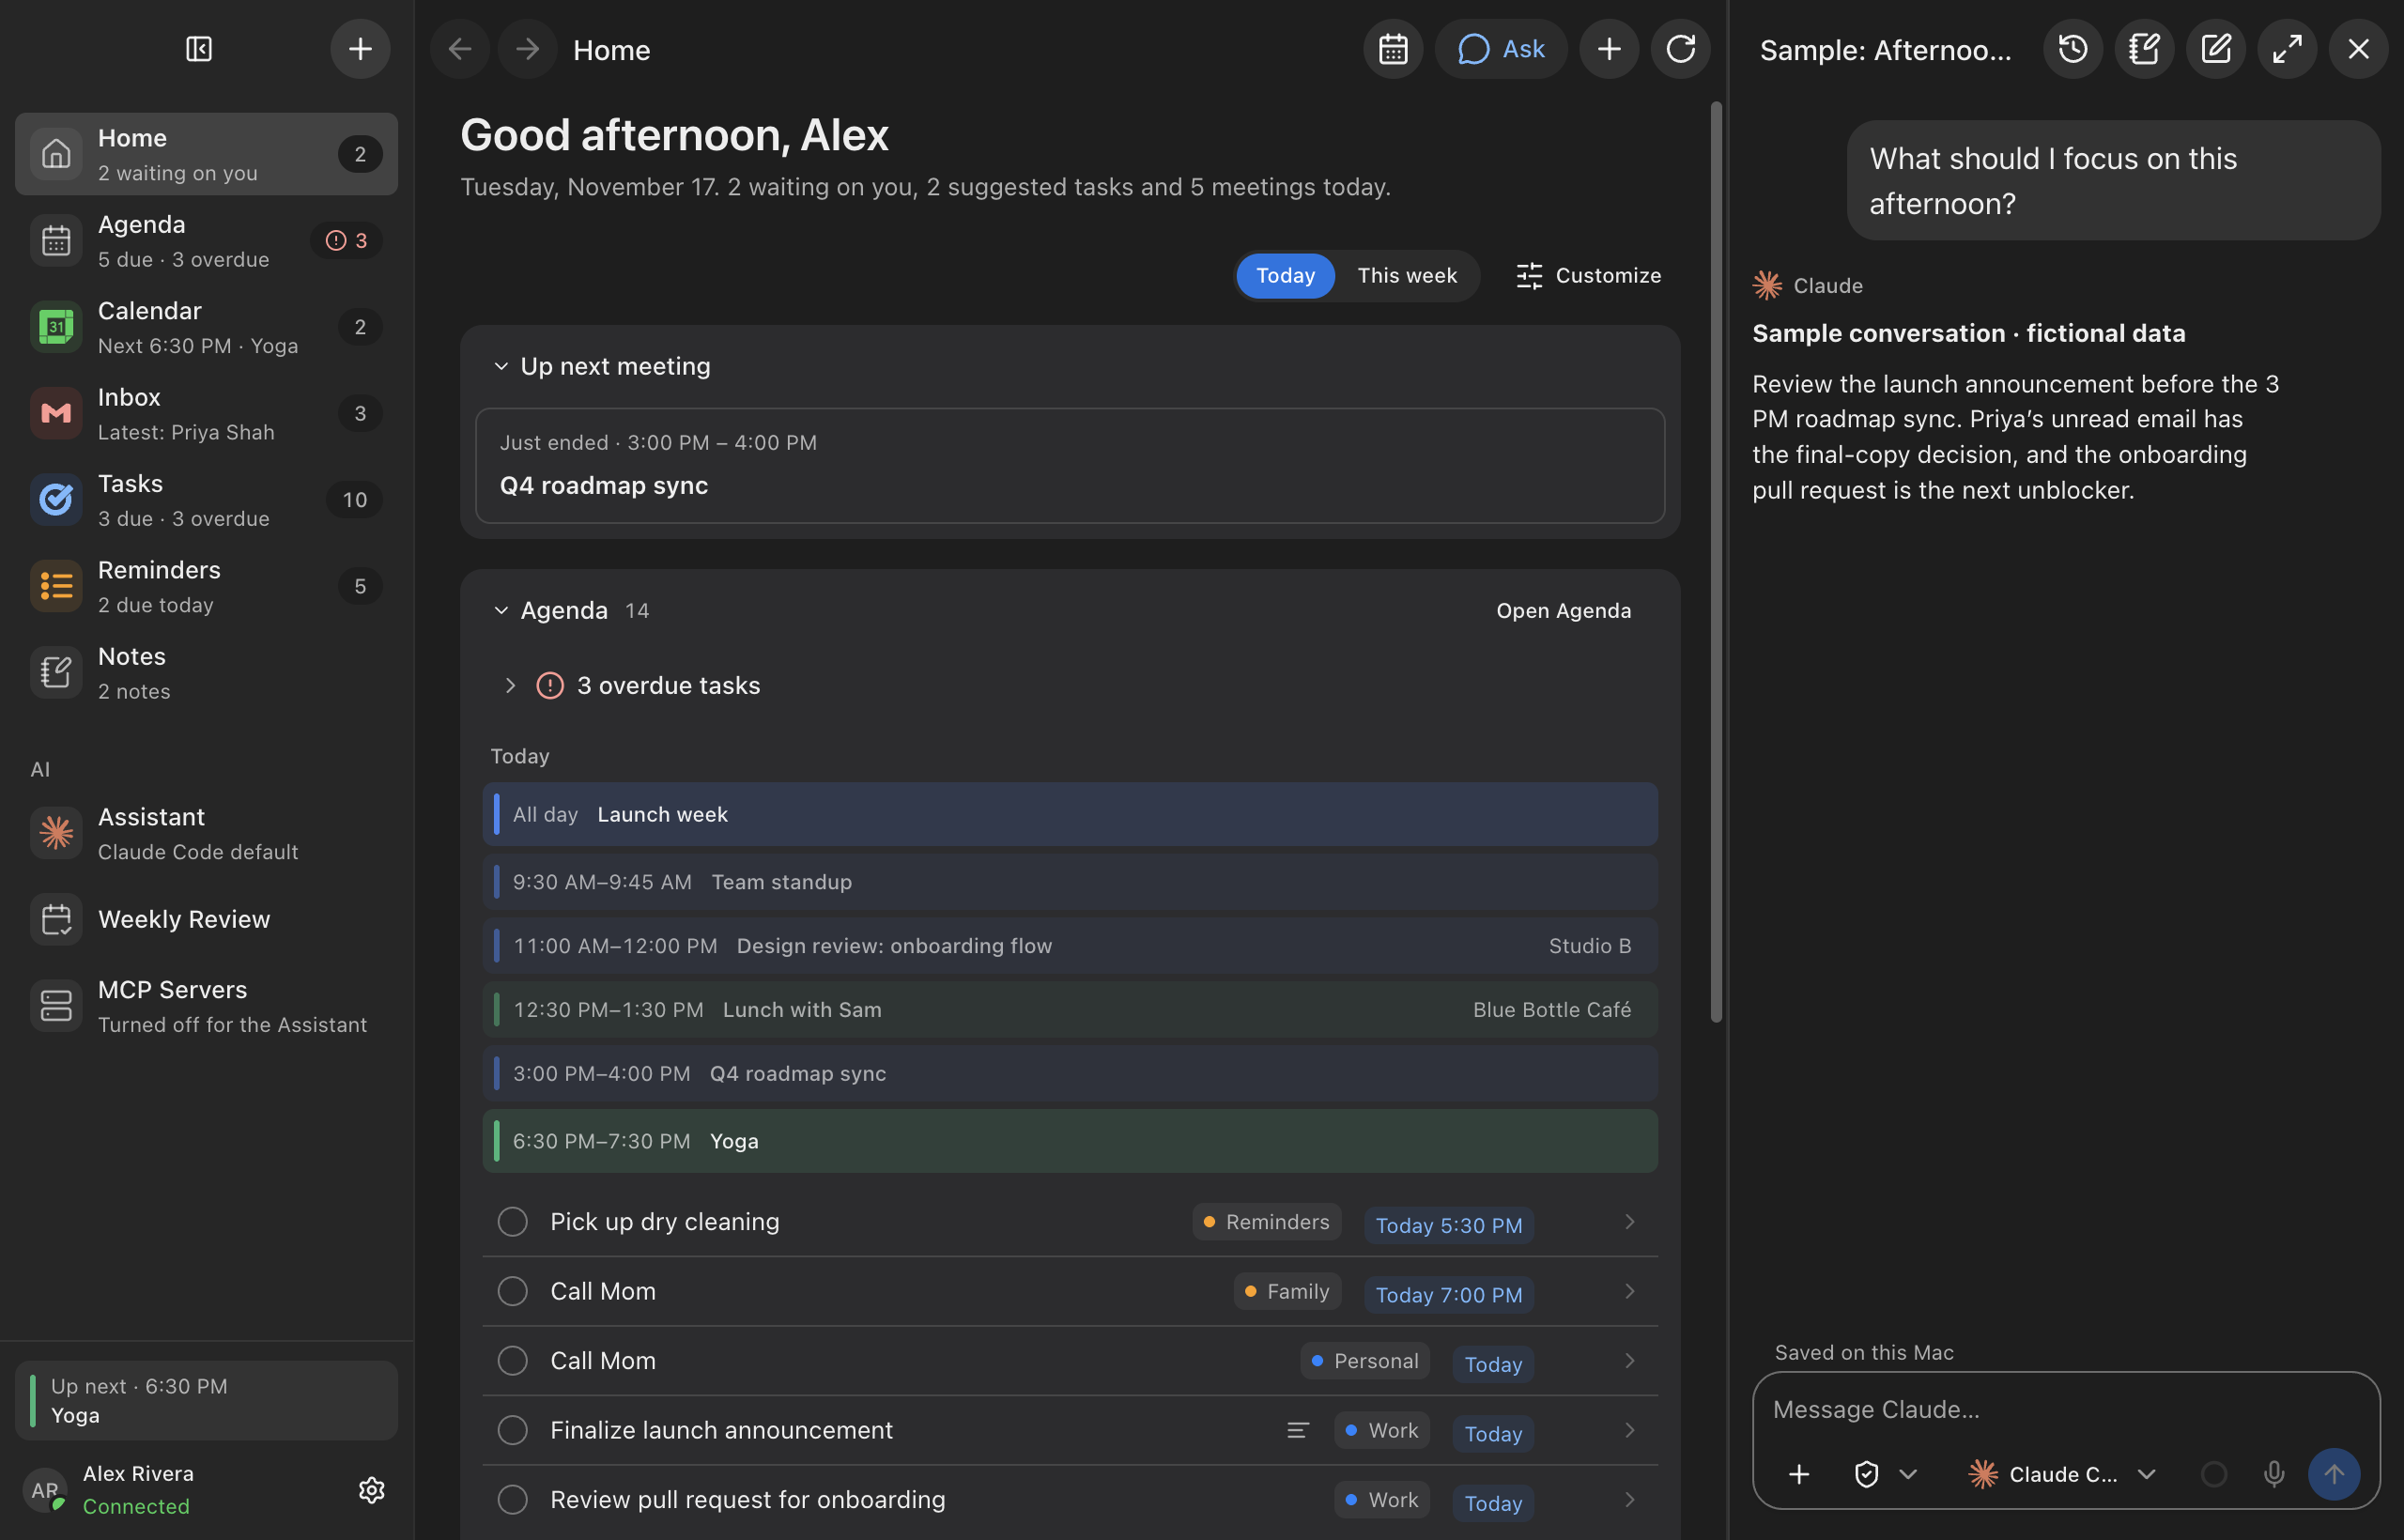 Home
2 waiting on you
2
Agenda
5 due · 3 overdue
3
Calendar
Next 6:30 PM · Yoga
31
2
Inbox
Latest: Priya Shah
3
Tasks
3 due · 3 overdue
10
Reminders
2 due today
5
Notes
2 notes
AI
Assistant
Claude Code default
Weekly Review
MCP Servers
Turned off for the Assistant
Up next · 6:30 PM
Yoga
AR
Alex Rivera
Connected
Home
Ask
Good afternoon, Alex
Tuesday, November 17. 2 waiting on you, 2 suggested tasks and 5 meetings today.
Today
This week
Customize
Up next meeting
Just ended · 3:00 PM – 4:00 PM
Q4 roadmap sync
Agenda 14
Open Agenda
3 overdue tasks
Today
All day Launch week
9:30 AM–9:45 AM Team standup
11:00 AM–12:00 PM Design review: onboarding flow Studio B
12:30 PM–1:30 PM Lunch with Sam Blue Bottle Café
3:00 PM–4:00 PM Q4 roadmap sync
6:30 PM–7:30 PM Yoga
Pick up dry cleaning Reminders Today 5:30 PM
Call Mom Family Today 7:00 PM
Call Mom Personal Today
Finalize launch announcement Work Today
Review pull request for onboarding Work Today
Sample: Afternoo...
What should I focus on this
afternoon?
Claude
Sample conversation · fictional data
Review the launch announcement before the 3
PM roadmap sync. Priya’s unread email has
the final-copy decision, and the onboarding
pull request is the next unblocker.
Saved on this Mac
Message Claude...
Claude C...